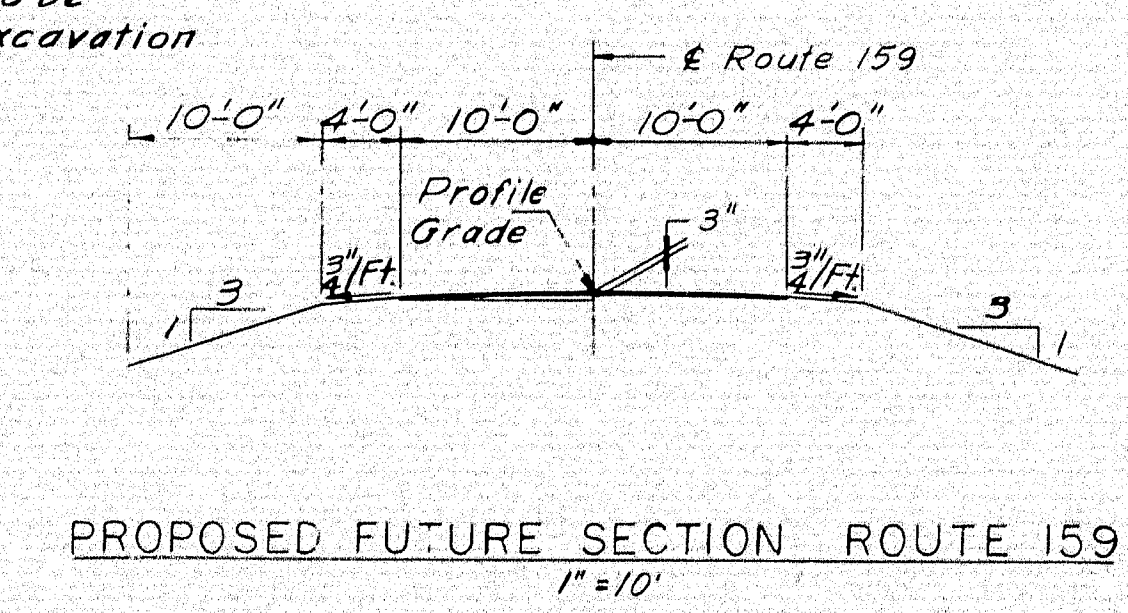 xcavation
℄ Route 159
10'-0" 4'-0" 10'-0" 10'-0" 4'-0"
Profile
Grade
3"
3/4"/Ft.
3/4"/Ft.
3
1
3
1
PROPOSED FUTURE SECTION ROUTE 159
1" = 10'